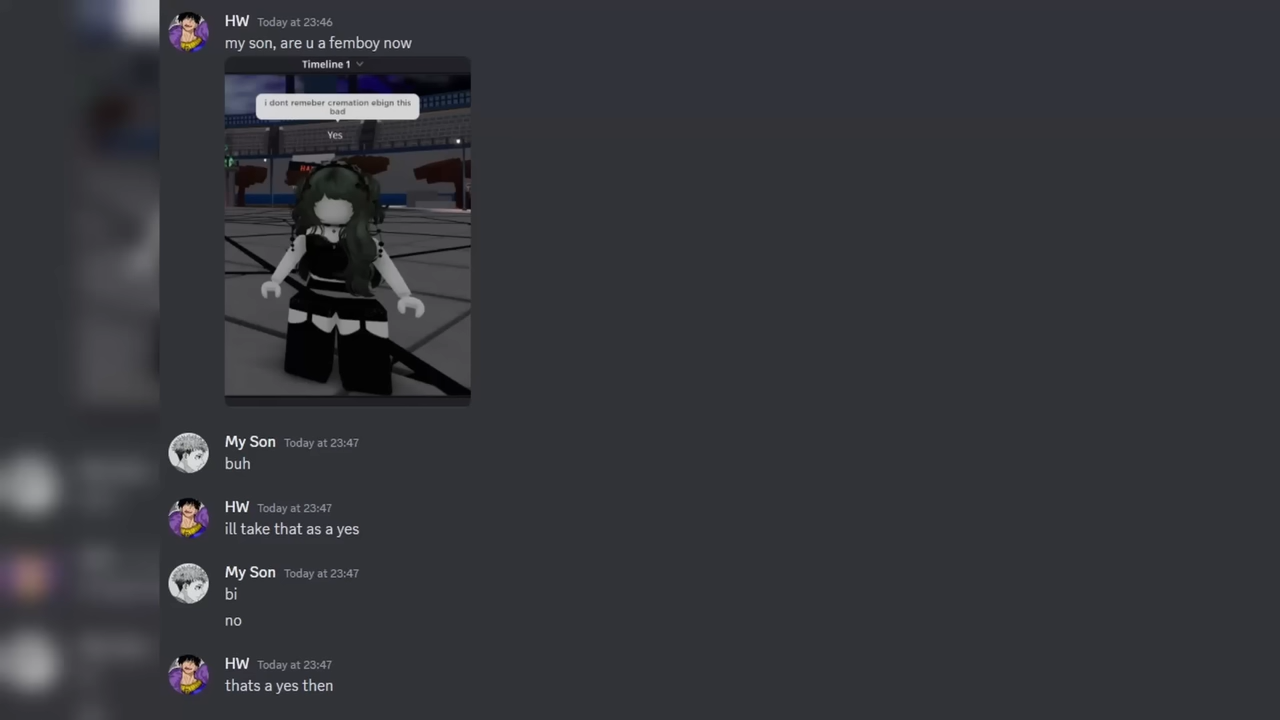 HW Today at 23:46
my son, are u a femboy now
Timeline 1
i dont remeber cremation ebign this
bad
Yes
My Son Today at 23:47
buh
HW Today at 23:47
ill take that as a yes
My Son Today at 23:47
bi
no
HW Today at 23:47
thats a yes then